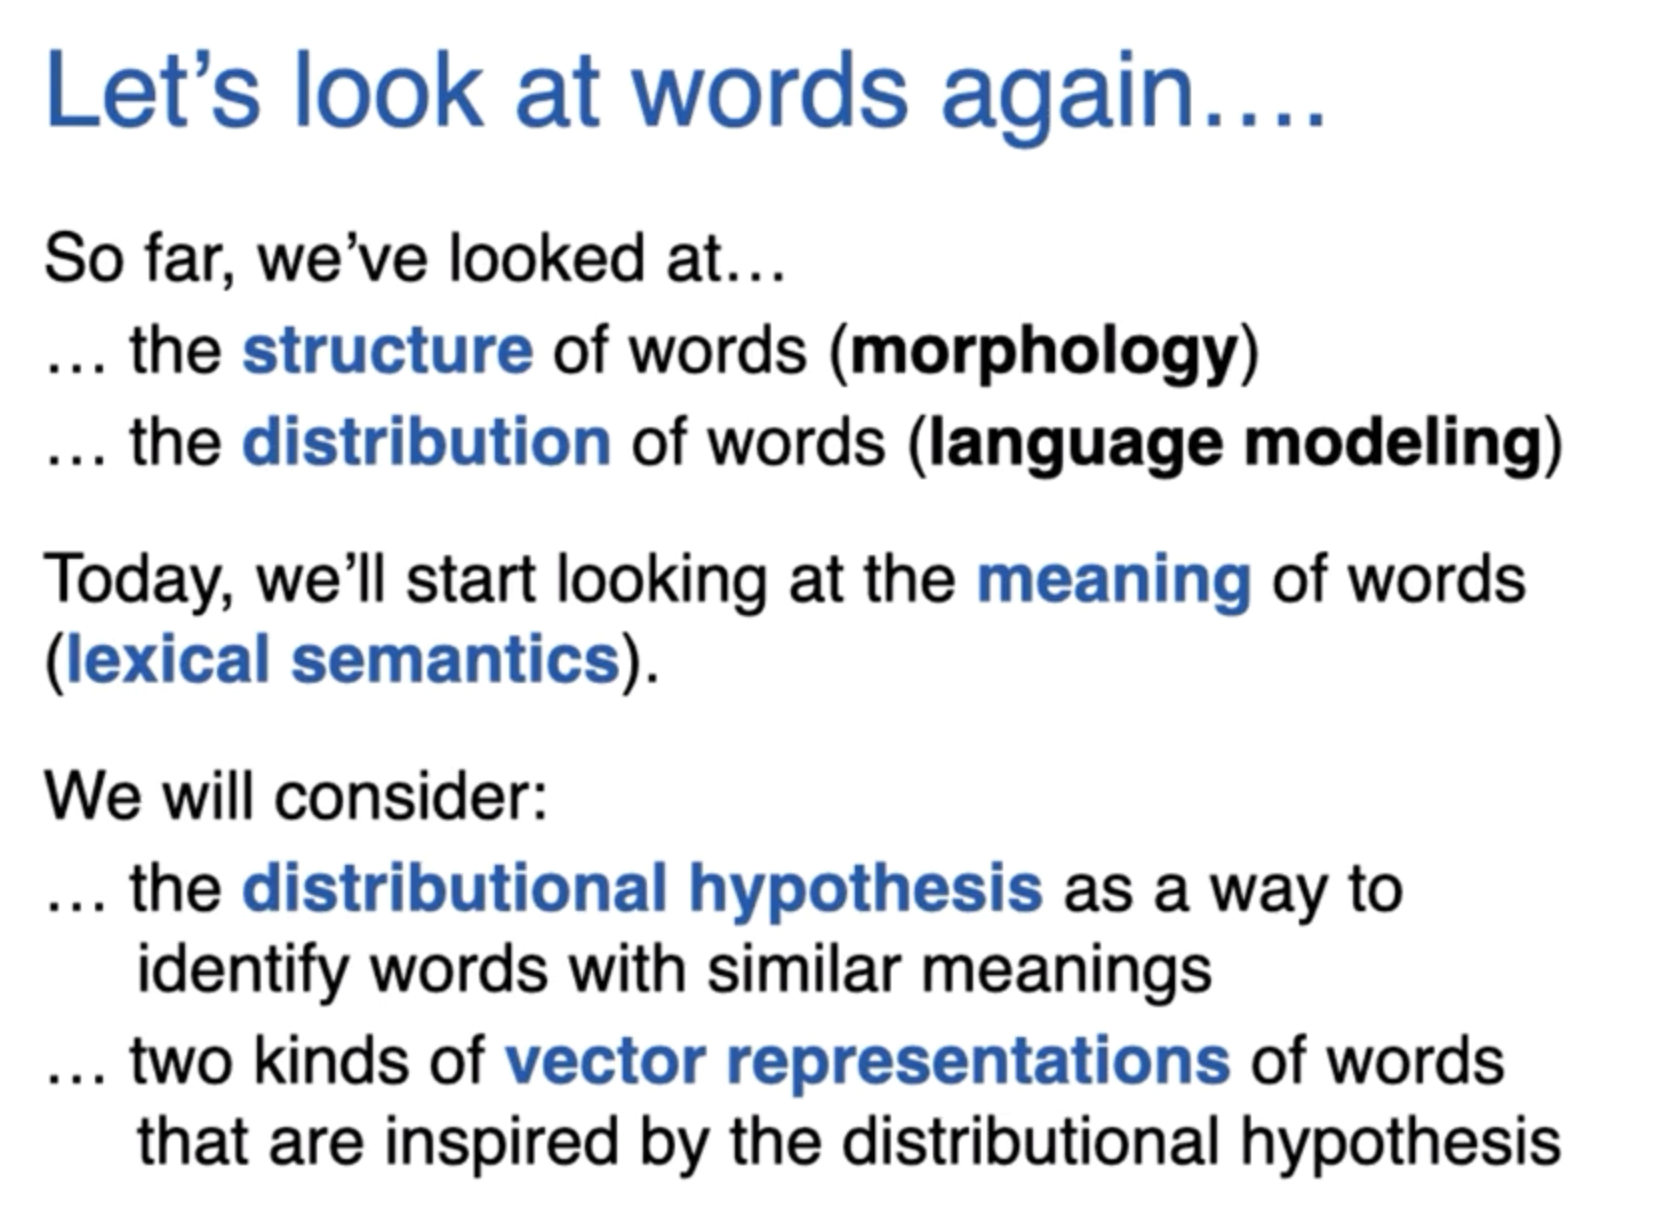 Let’s look at words again….
So far, we’ve looked at…
… the structure of words (morphology)
… the distribution of words (language modeling)
Today, we’ll start looking at the meaning of words
(lexical semantics).
We will consider:
… the distributional hypothesis as a way to
identify words with similar meanings
… two kinds of vector representations of words
that are inspired by the distributional hypothesis